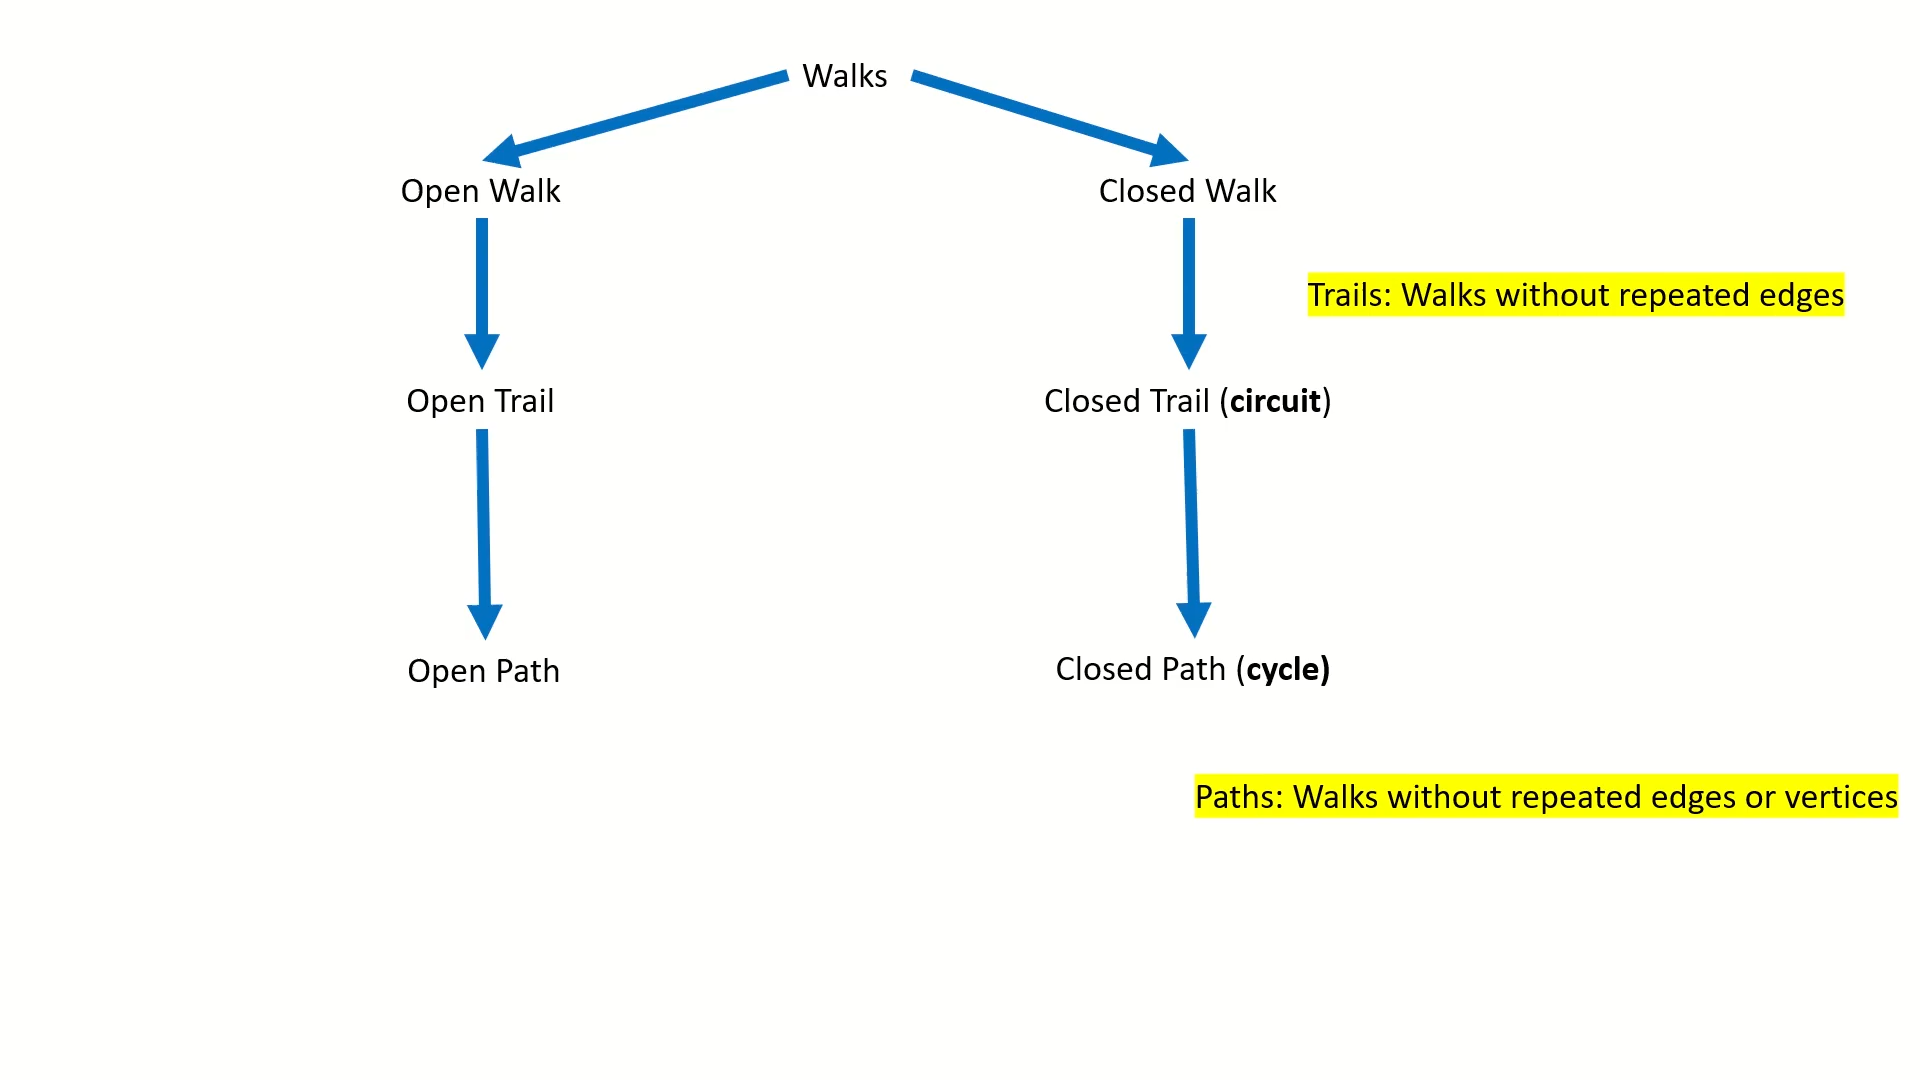 Walks
Open Walk
Closed Walk
Trails: Walks without repeated edges
Open Trail
Closed Trail (circuit)
Open Path
Closed Path (cycle)
Paths: Walks without repeated edges or vertices